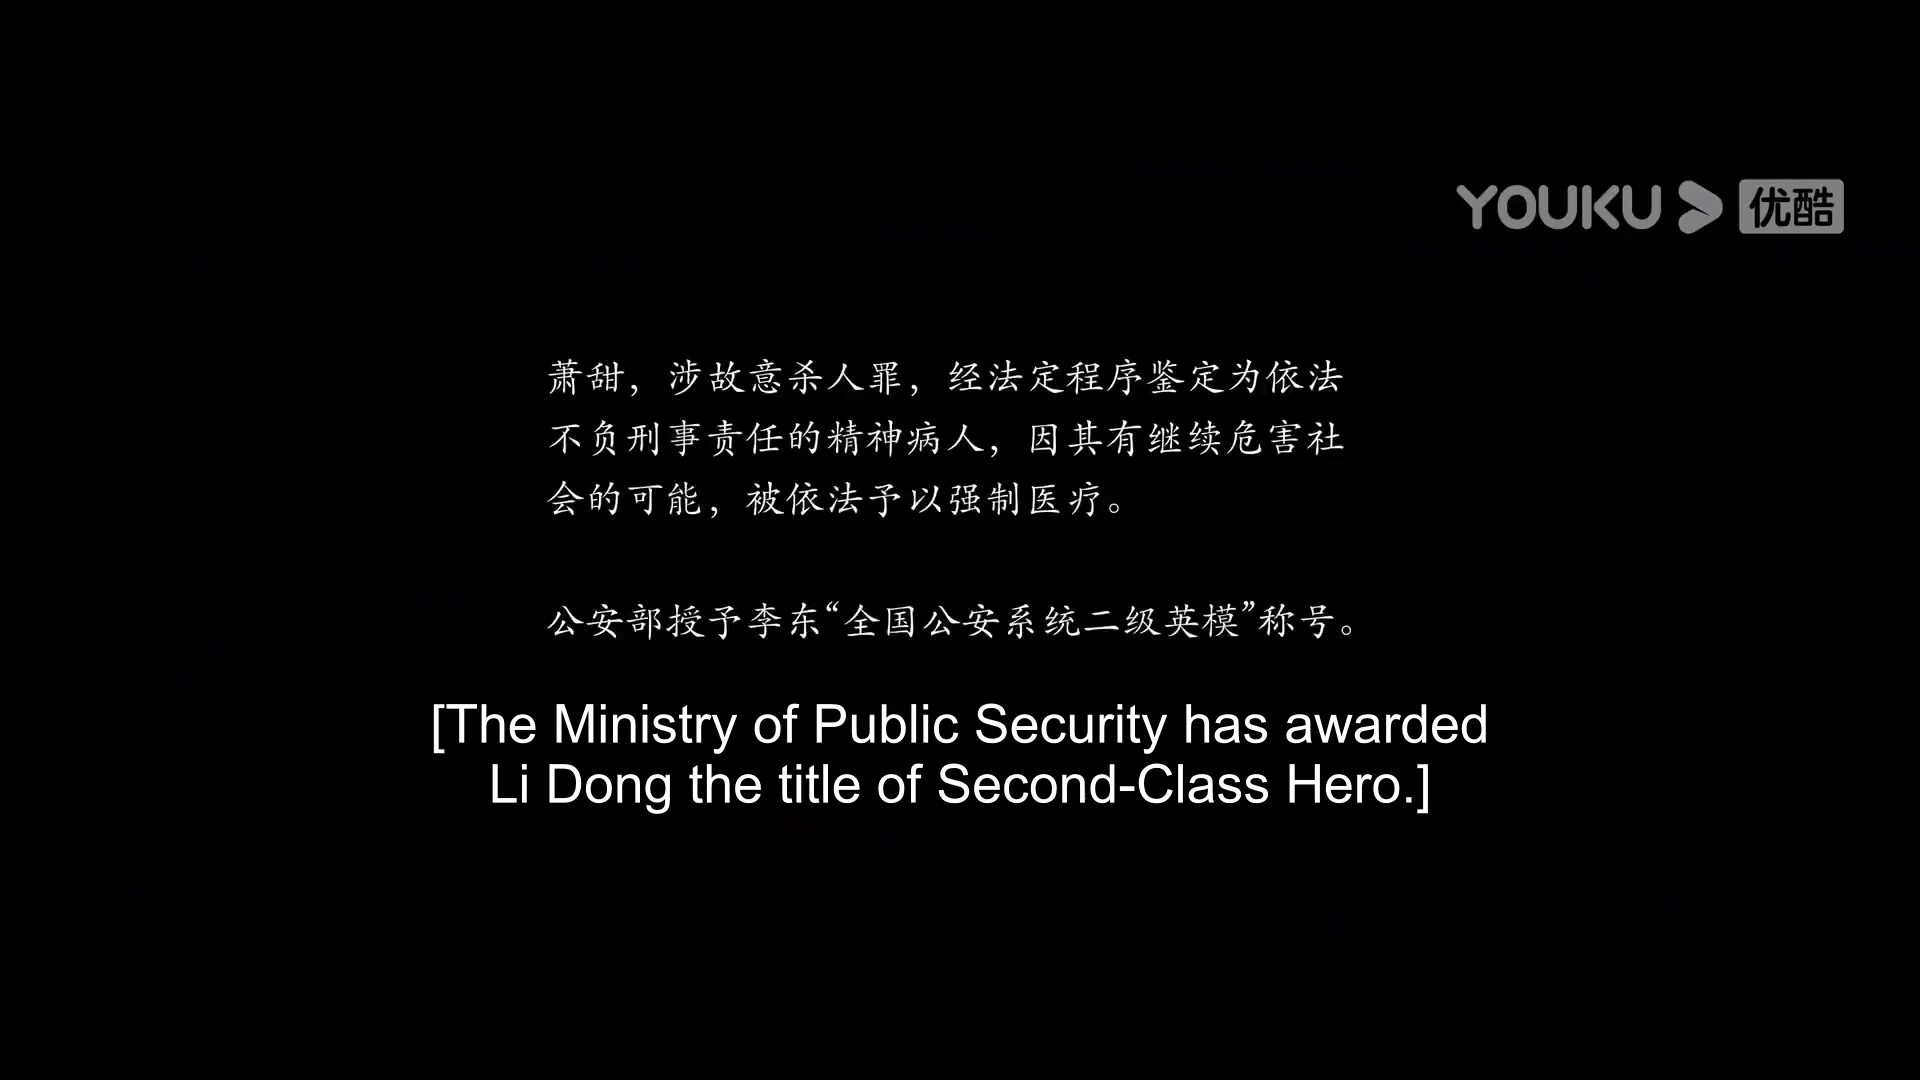 YOUKU 优酷
萧甜，涉故意杀人罪，经法定程序鉴定为依法
不负刑事责任的精神病人，因其有继续危害社
会的可能，被依法予以强制医疗。
公安部授予李东“全国公安系统二级英模”称号。
[The Ministry of Public Security has awarded
Li Dong the title of Second-Class Hero.]